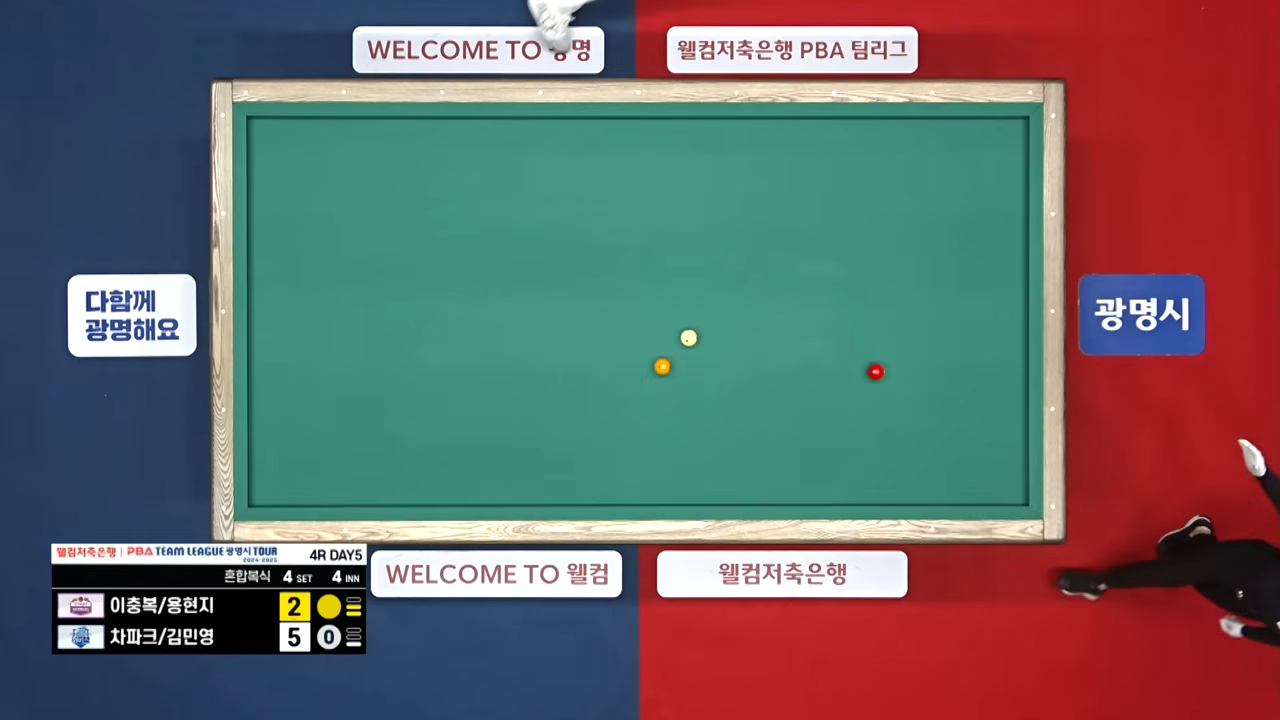 WELCOME TO 광명
웰컴저축은행 PBA 팀리그
다함께
광명해요
광명시
WELCOME TO 웰컴
웰컴저축은행
웰컴저축은행 | PBA TEAM LEAGUE 광명시 TOUR
2024-2025
4R DAY5
혼합복식 4 SET 4 INN
이충복/용현지 2
차파크/김민영 5 0